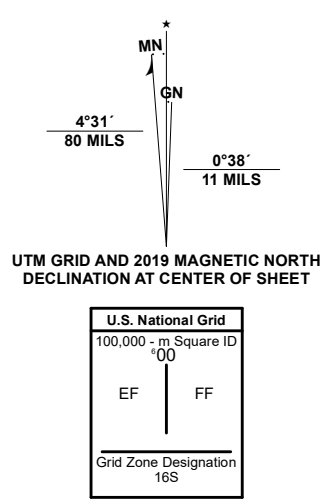 ★
MN
GN
4°31´
80 MILS
0°38´
11 MILS
UTM GRID AND 2019 MAGNETIC NORTH
DECLINATION AT CENTER OF SHEET
U.S. National Grid
100,000 - m Square ID
⁶00
EF
FF
Grid Zone Designation
16S